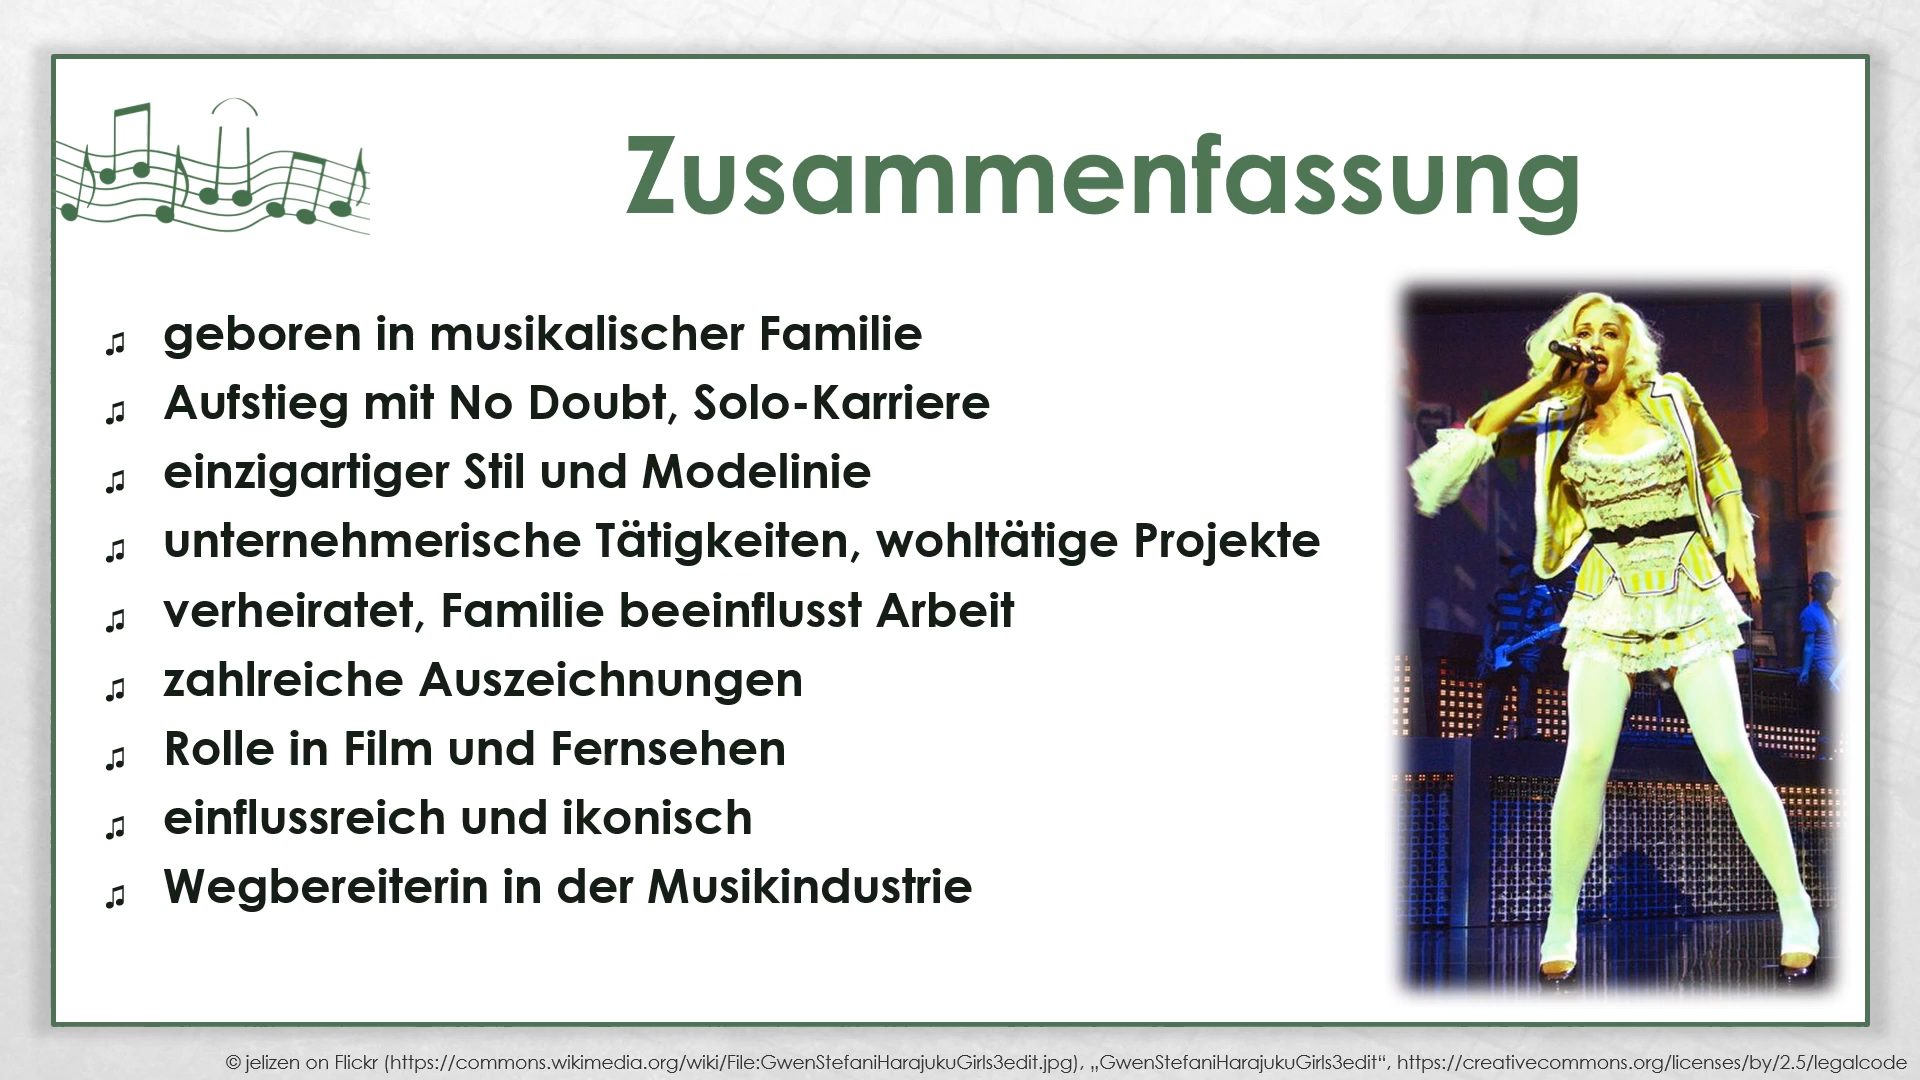 Zusammenfassung
♫ geboren in musikalischer Familie
♫ Aufstieg mit No Doubt, Solo-Karriere
♫ einzigartiger Stil und Modelinie
♫ unternehmerische Tätigkeiten, wohltätige Projekte
♫ verheiratet, Familie beeinflusst Arbeit
♫ zahlreiche Auszeichnungen
♫ Rolle in Film und Fernsehen
♫ einflussreich und ikonisch
♫ Wegbereiterin in der Musikindustrie
© jelizen on Flickr (https://commons.wikimedia.org/wiki/File:GwenStefaniHarajukuGirls3edit.jpg), „GwenStefaniHarajukuGirls3edit“, https://creativecommons.org/licenses/by/2.5/legalcode